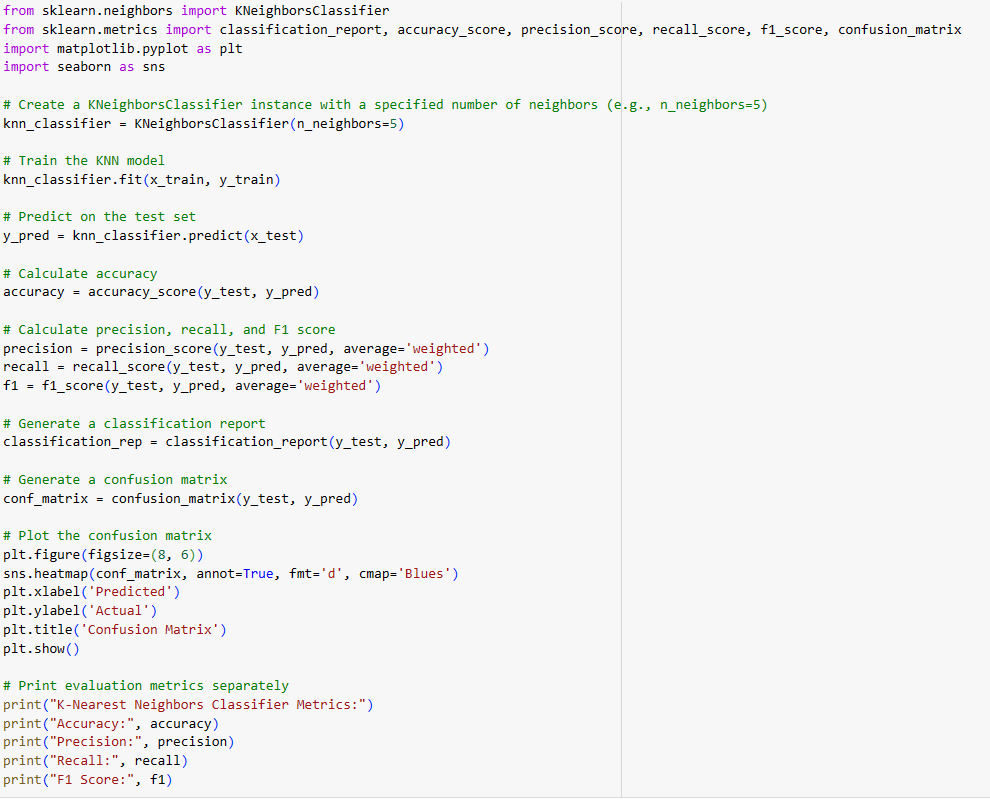 from sklearn.neighbors import KNeighborsClassifier
from sklearn.metrics import classification_report, accuracy_score, precision_score, recall_score, f1_score, confusion_matrix
import matplotlib.pyplot as plt
import seaborn as sns

# Create a KNeighborsClassifier instance with a specified number of neighbors (e.g., n_neighbors=5)
knn_classifier = KNeighborsClassifier(n_neighbors=5)

# Train the KNN model
knn_classifier.fit(x_train, y_train)

# Predict on the test set
y_pred = knn_classifier.predict(x_test)

# Calculate accuracy
accuracy = accuracy_score(y_test, y_pred)

# Calculate precision, recall, and F1 score
precision = precision_score(y_test, y_pred, average='weighted')
recall = recall_score(y_test, y_pred, average='weighted')
f1 = f1_score(y_test, y_pred, average='weighted')

# Generate a classification report
classification_rep = classification_report(y_test, y_pred)

# Generate a confusion matrix
conf_matrix = confusion_matrix(y_test, y_pred)

# Plot the confusion matrix
plt.figure(figsize=(8, 6))
sns.heatmap(conf_matrix, annot=True, fmt='d', cmap='Blues')
plt.xlabel('Predicted')
plt.ylabel('Actual')
plt.title('Confusion Matrix')
plt.show()

# Print evaluation metrics separately
print("K-Nearest Neighbors Classifier Metrics:")
print("Accuracy:", accuracy)
print("Precision:", precision)
print("Recall:", recall)
print("F1 Score:", f1)